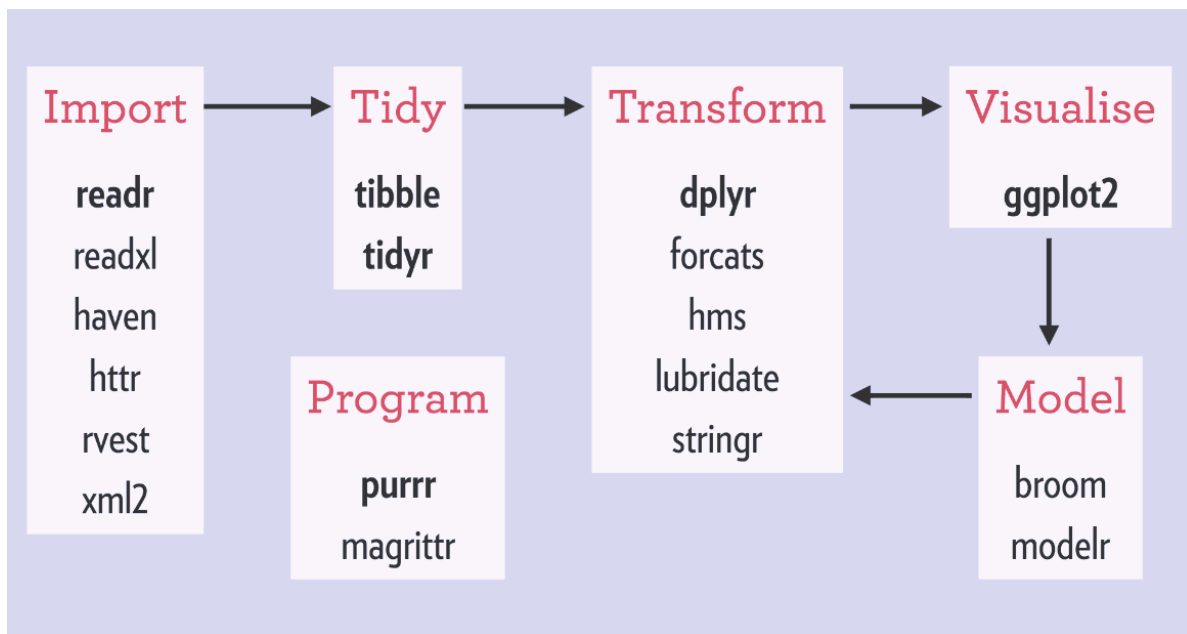 Import
readr
readxl
haven
httr
rvest
xml2
Tidy
tibble
tidyr
Program
purrr
magrittr
Transform
dplyr
forcats
hms
lubridate
stringr
Visualise
ggplot2
Model
broom
modelr